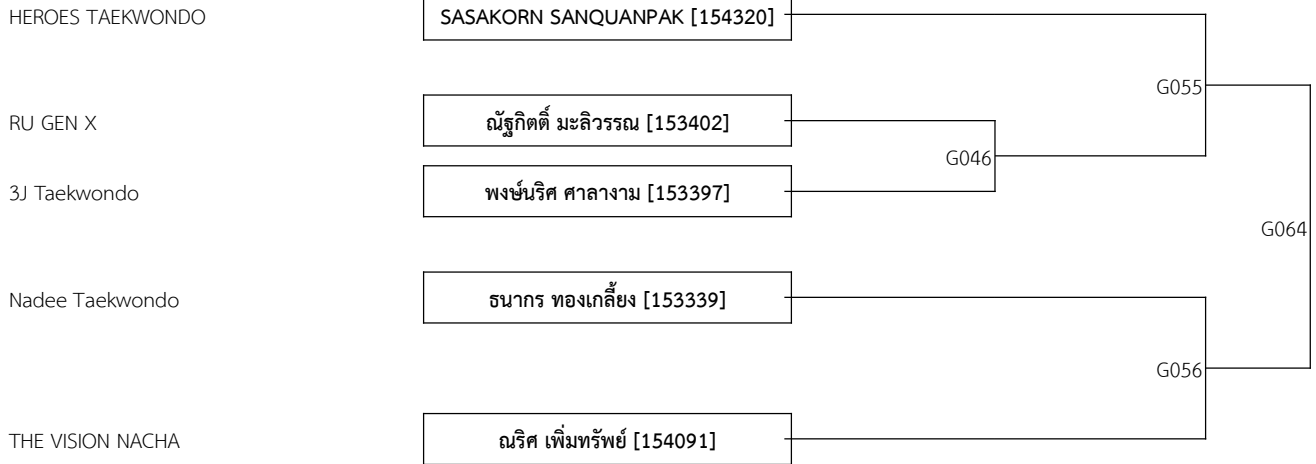 HEROES TAEKWONDO SASAKORN SANQUANPAK [154320]
G055
RU GEN X ณัฐกิตติ์ มะลิวรรณ [153402]
G046
3J Taekwondo พงษ์นริศ ศาลางาม [153397]
G064
Nadee Taekwondo ธนากร ทองเกลี้ยง [153339]
G056
THE VISION NACHA ณริศ เพิ่มทรัพย์ [154091]